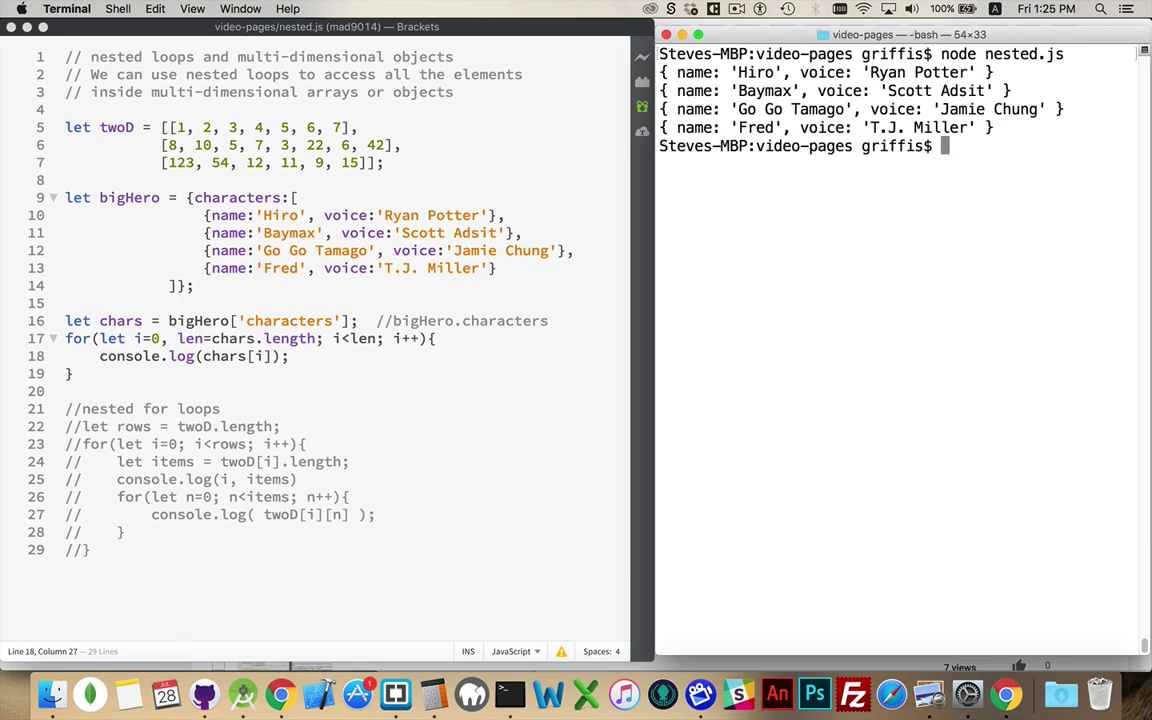 Terminal Shell Edit View Window Help
100% Fri 1:25 PM
video-pages/nested.js (mad9014) — Brackets
1 // nested loops and multi-dimensional objects
2 // We can use nested loops to access all the elements
3 // inside multi-dimensional arrays or objects
4
5 let twoD = [[1, 2, 3, 4, 5, 6, 7],
6 [8, 10, 5, 7, 3, 22, 6, 42],
7 [123, 54, 12, 11, 9, 15]];
8
9 let bigHero = {characters:[
10 {name:'Hiro', voice:'Ryan Potter'},
11 {name:'Baymax', voice:'Scott Adsit'},
12 {name:'Go Go Tamago', voice:'Jamie Chung'},
13 {name:'Fred', voice:'T.J. Miller'}
14 ]};
15
16 let chars = bigHero['characters']; //bigHero.characters
17 for(let i=0, len=chars.length; i<len; i++){
18 console.log(chars[i]);
19 }
20
21 //nested for loops
22 //let rows = twoD.length;
23 //for(let i=0; i<rows; i++){
24 // let items = twoD[i].length;
25 // console.log(i, items)
26 // for(let n=0; n<items; n++){
27 // console.log( twoD[i][n] );
28 // }
29 //}
Line 18, Column 27 — 29 Lines
INS JavaScript Spaces: 4
video-pages — -bash — 54×33
Steves-MBP:video-pages griffis$ node nested.js
{ name: 'Hiro', voice: 'Ryan Potter' }
{ name: 'Baymax', voice: 'Scott Adsit' }
{ name: 'Go Go Tamago', voice: 'Jamie Chung' }
{ name: 'Fred', voice: 'T.J. Miller' }
Steves-MBP:video-pages griffis$
7 views 0
JUL
28
1
An Ps Fz